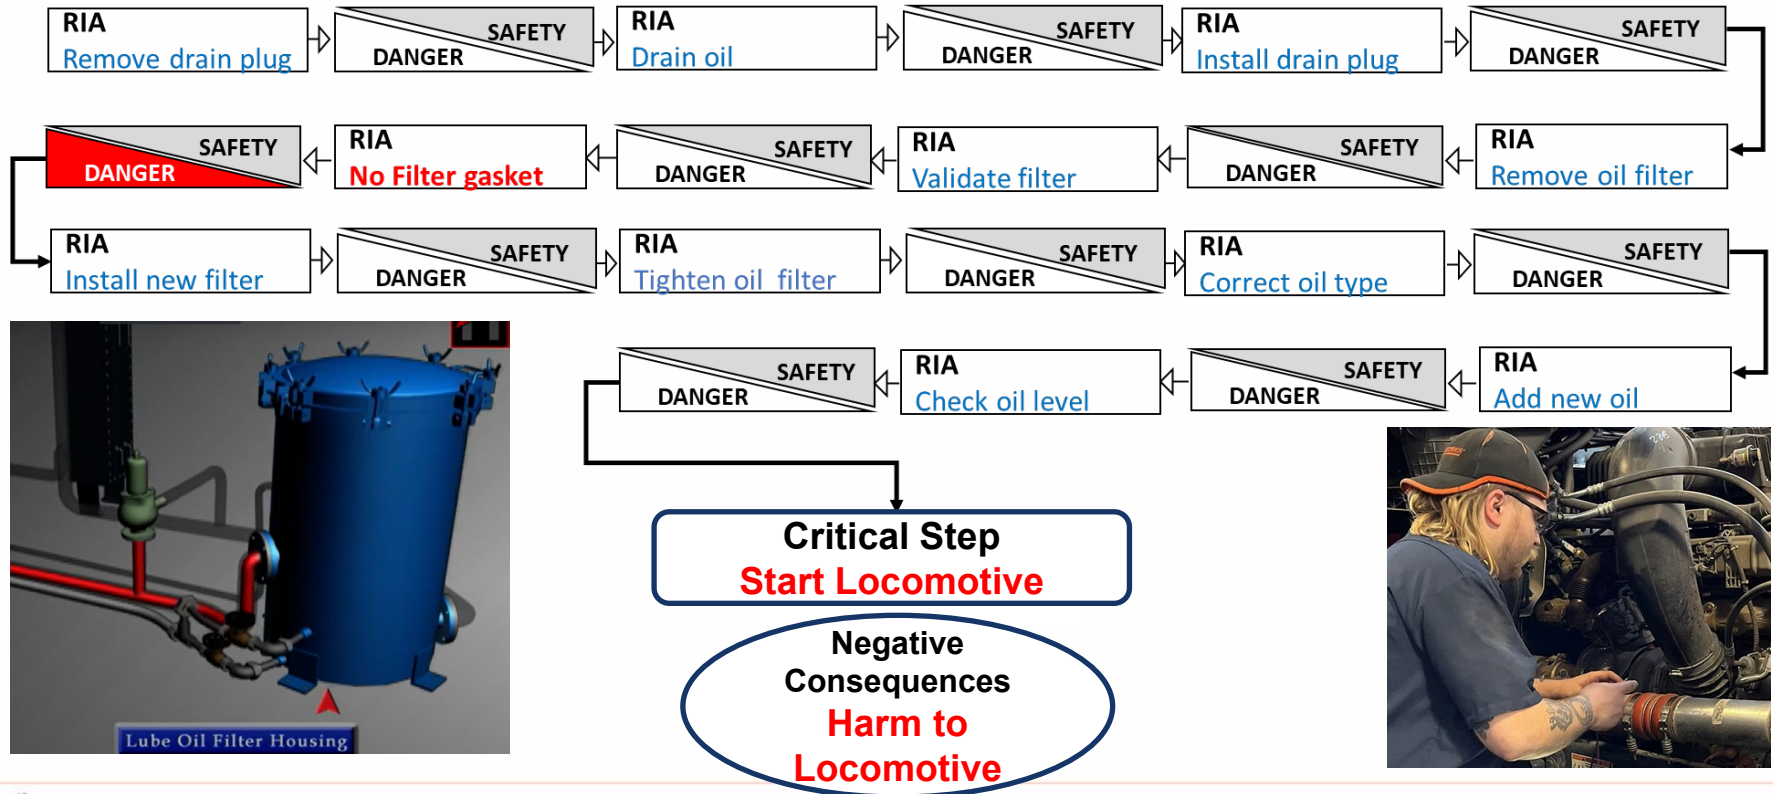 RIA
Remove drain plug
SAFETY
DANGER
RIA
Drain oil
SAFETY
DANGER
RIA
Install drain plug
SAFETY
DANGER
RIA
Remove oil filter
SAFETY
DANGER
RIA
Validate filter
SAFETY
DANGER
RIA
No Filter gasket
SAFETY
DANGER
RIA
Install new filter
SAFETY
DANGER
RIA
Tighten oil filter
SAFETY
DANGER
RIA
Correct oil type
SAFETY
DANGER
RIA
Add new oil
SAFETY
DANGER
RIA
Check oil level
SAFETY
DANGER
Critical Step
Start Locomotive
Negative
Consequences
Harm to
Locomotive
Lube Oil Filter Housing